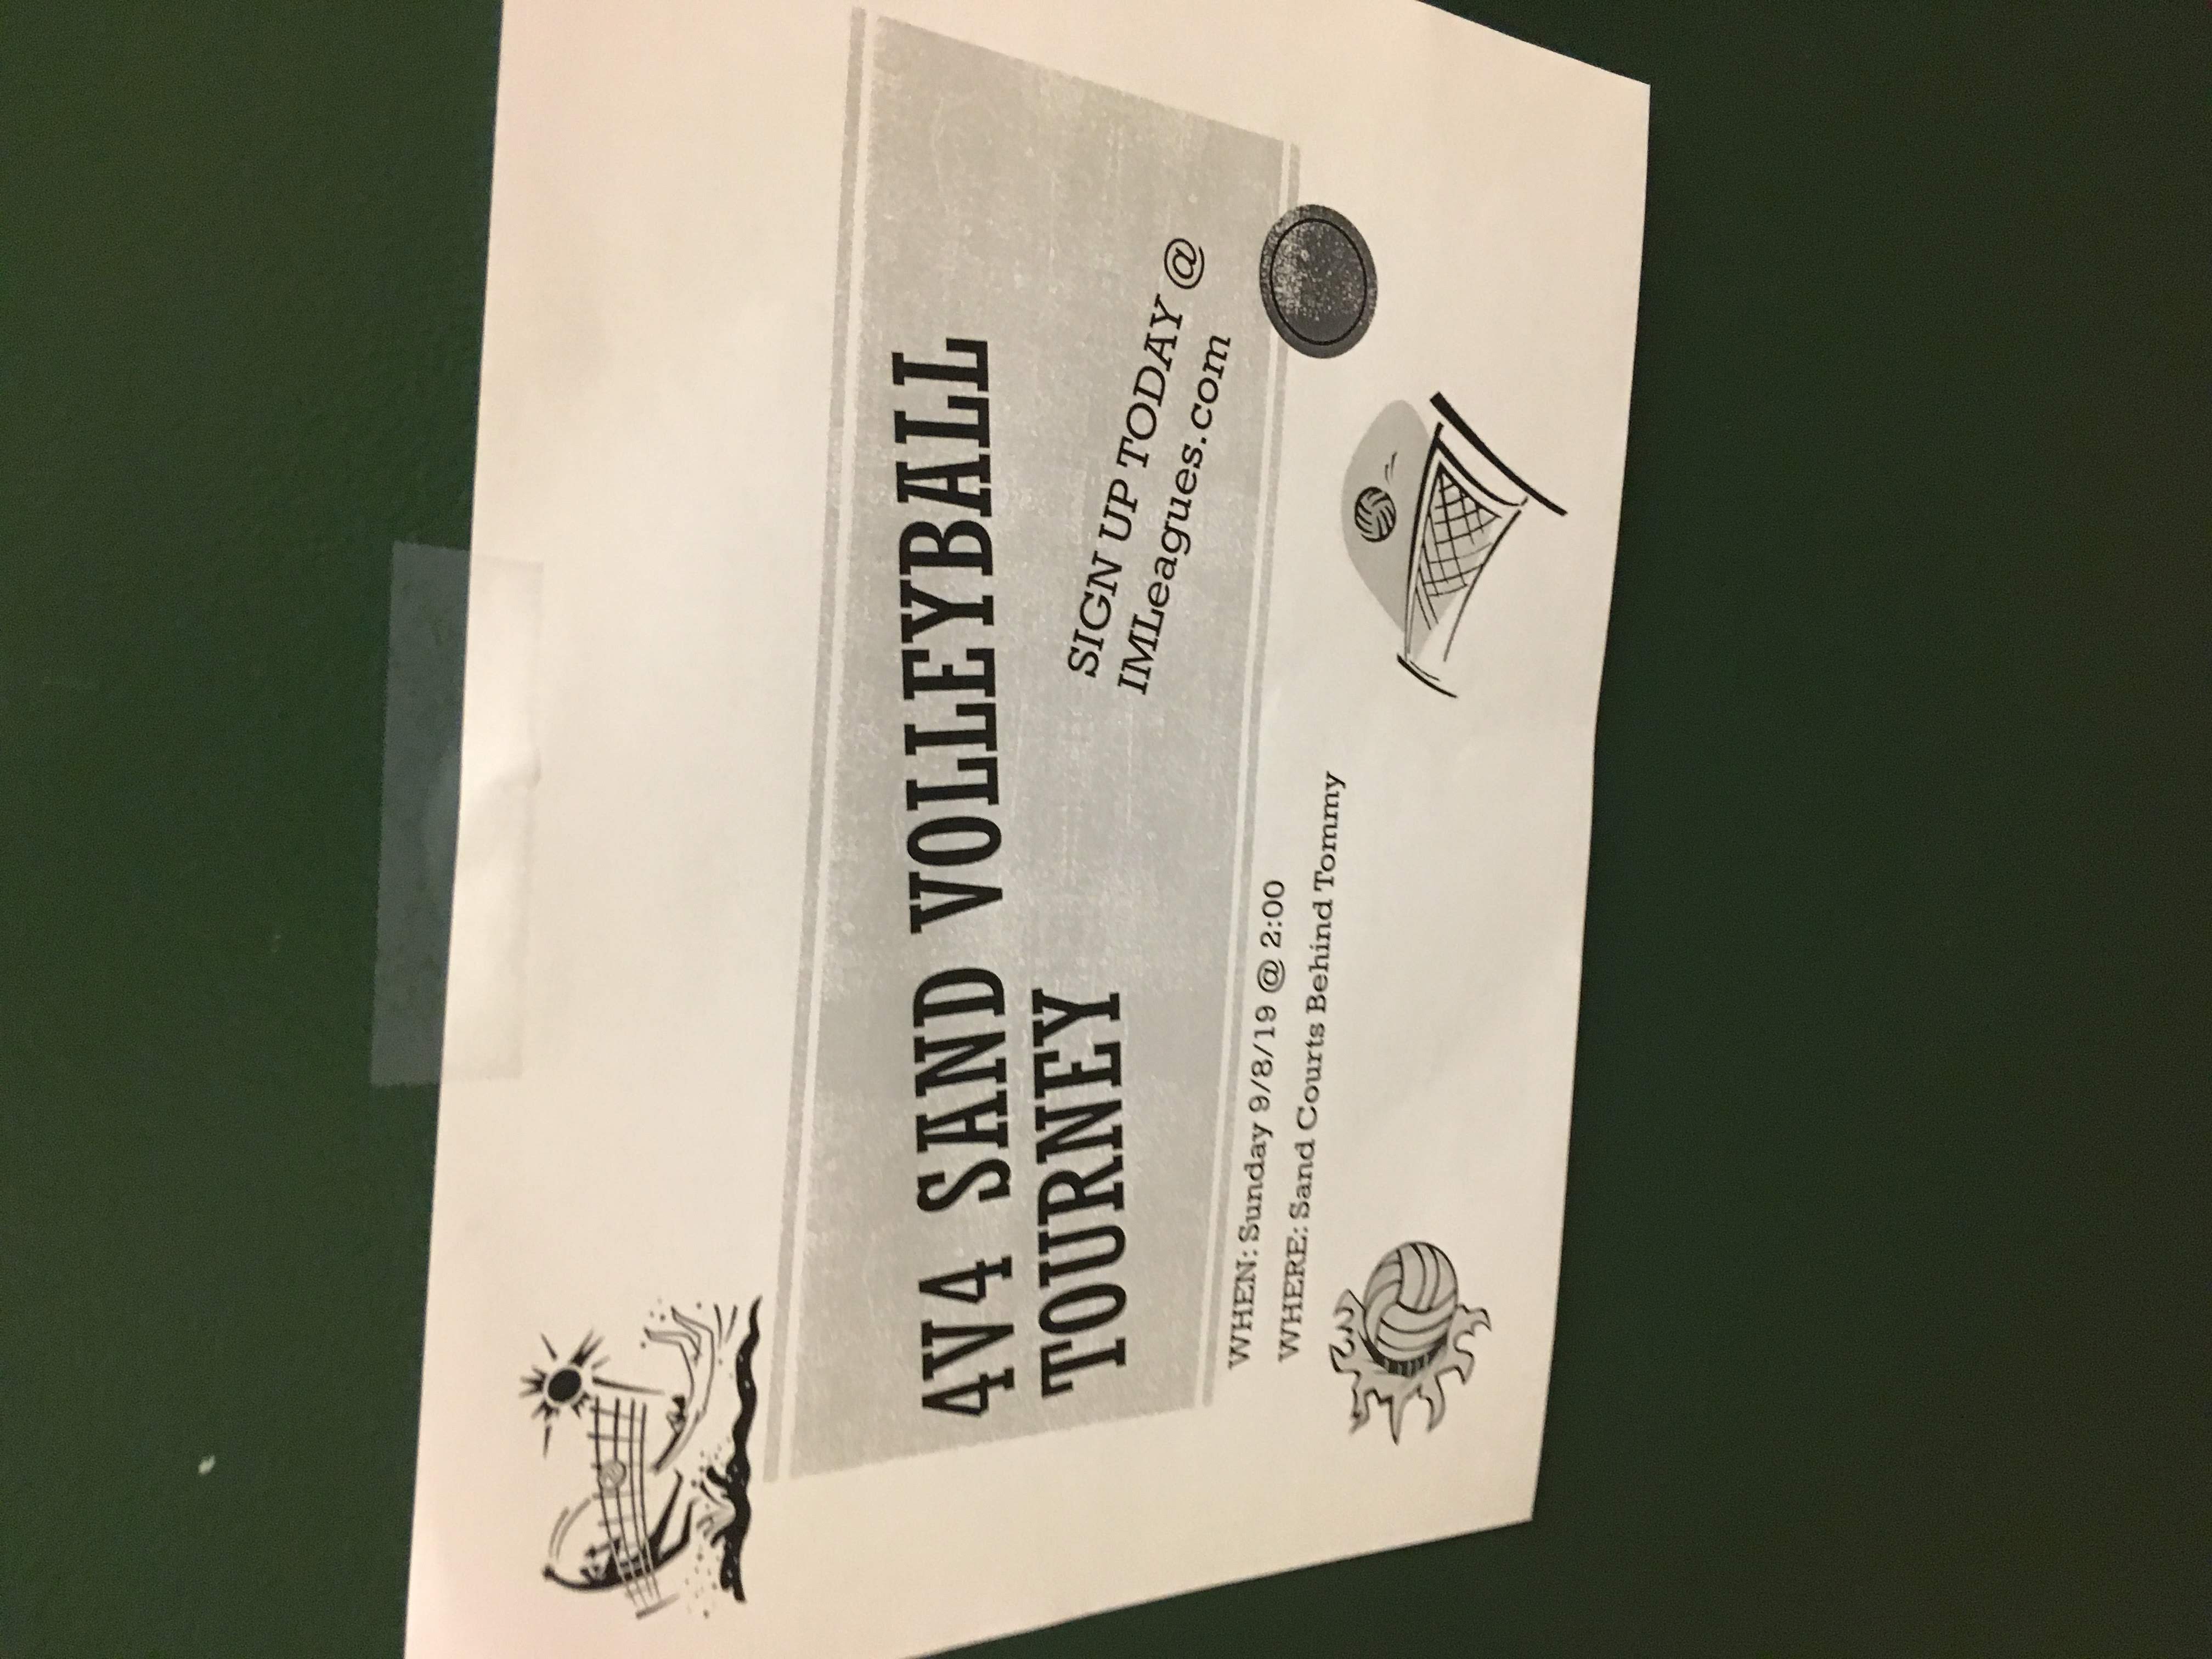 4V4 SAND VOLLEYBALL
TOURNEY
SIGN UP TODAY @
IMLeagues.com
WHEN: Sunday 9/8/19 @ 2:00
WHERE: Sand Courts Behind Tommy